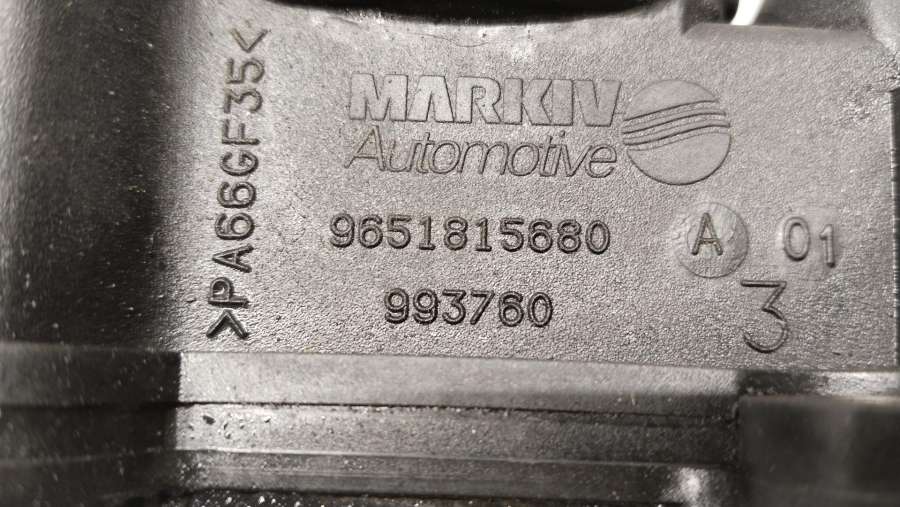 >PA66GF35<
MARKIV
Automotive
9651815680 A 01
993760 3